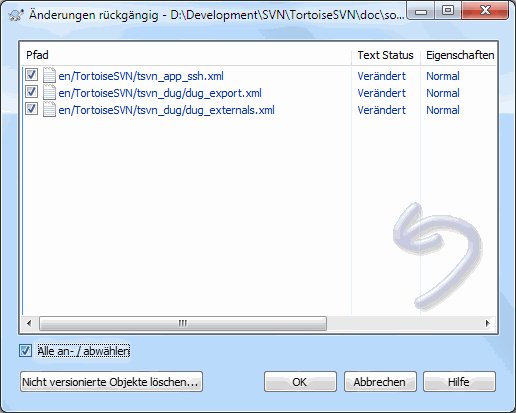 Änderungen rückgängig - D:\Development\SVN\TortoiseSVN\doc\so...
Pfad Text Status Eigenschaften
en/TortoiseSVN/tsvn_app_ssh.xml Verändert Normal
en/TortoiseSVN/tsvn_dug/dug_export.xml Verändert Normal
en/TortoiseSVN/tsvn_dug/dug_externals.xml Verändert Normal
Alle an- / abwählen
Nicht versionierte Objekte löschen... OK Abbrechen Hilfe